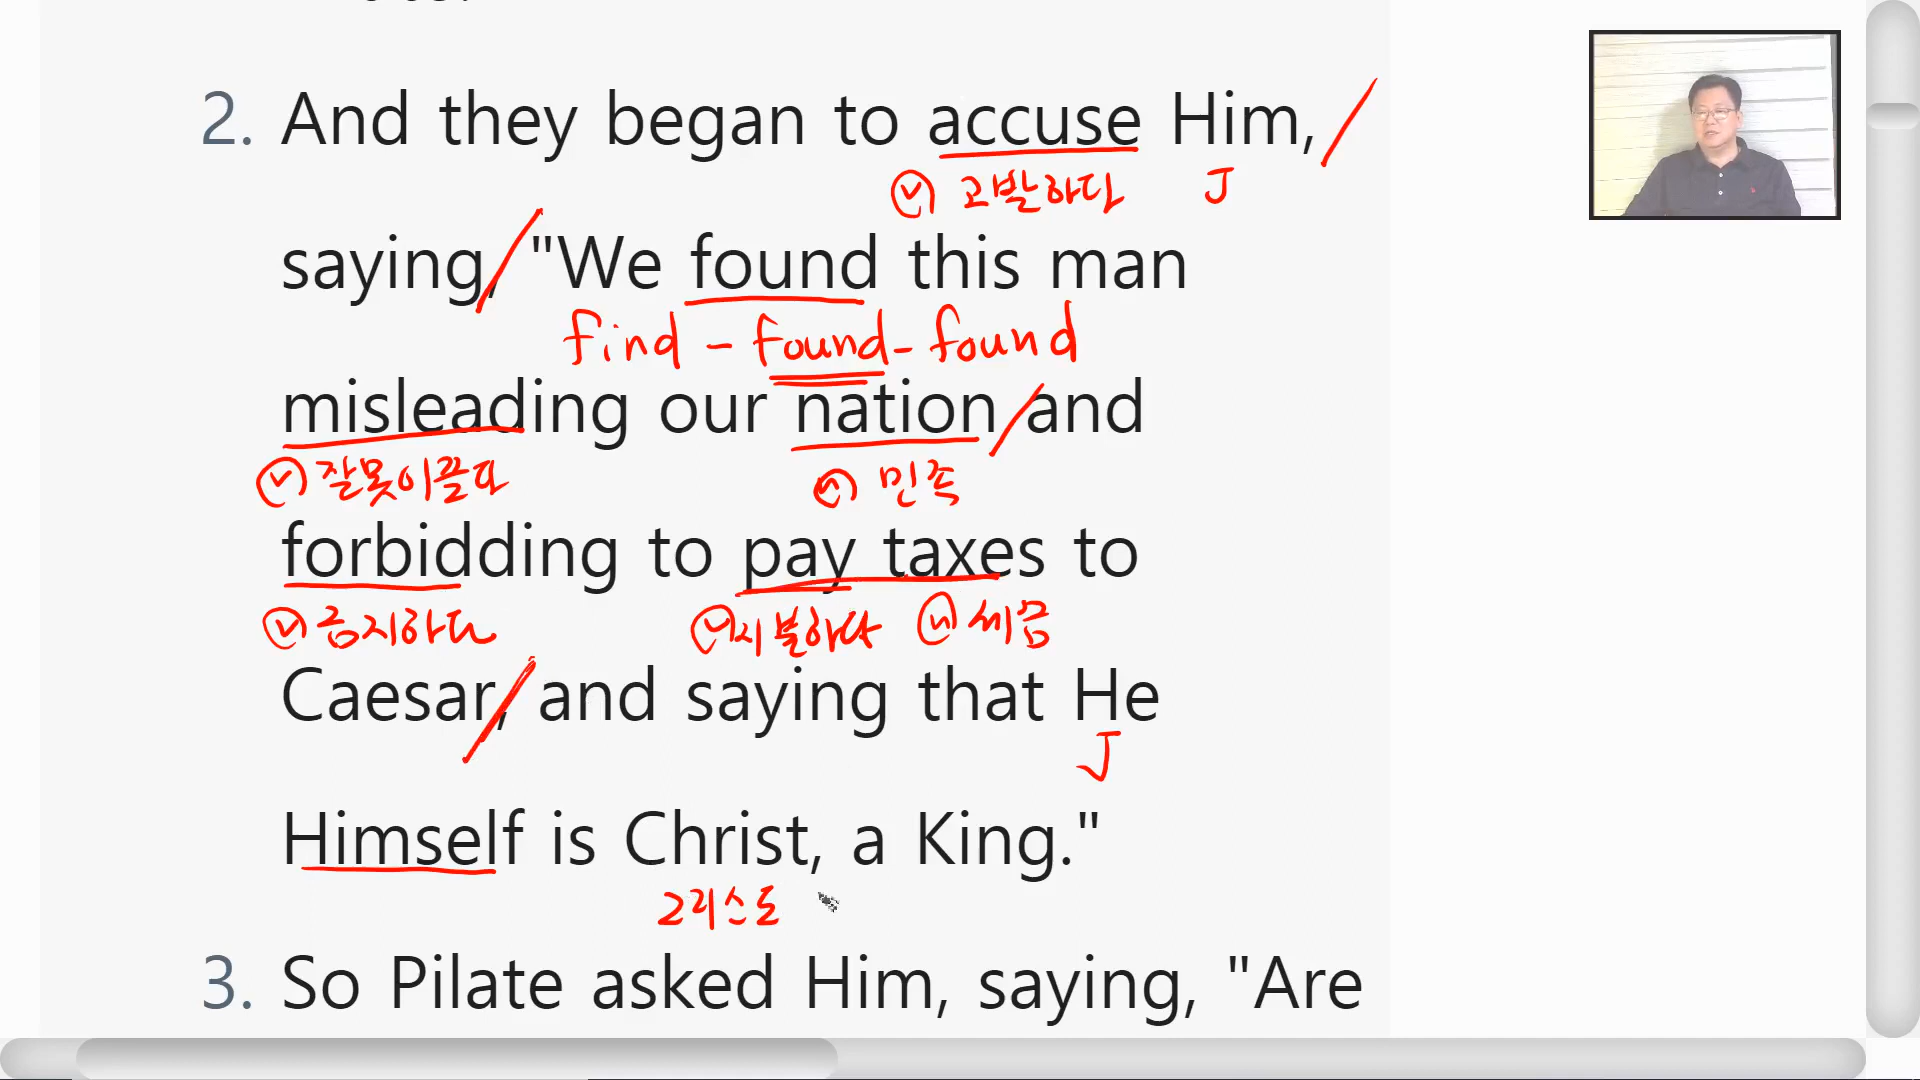 2. And they began to accuse Him,
ⓥ 고발하다 J
saying, "We found this man
find - found - found
misleading our nation and
ⓥ 잘못이끌다 ⓝ 민족
forbidding to pay taxes to
ⓥ 금지하다 ⓥ 지불하다 ⓝ 세금
Caesar, and saying that He
J
Himself is Christ, a King."
그리스도
3. So Pilate asked Him, saying, "Are